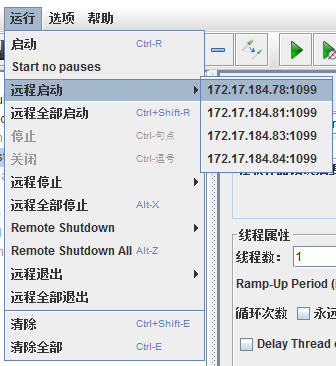 运行 选项 帮助
启动 Ctrl-R
Start no pauses
远程启动
172.17.184.78:1099
172.17.184.81:1099
172.17.184.83:1099
172.17.184.84:1099
远程全部启动 Ctrl+Shift-R
停止 Ctrl-句点
关闭 Ctrl-逗号
远程停止
远程全部停止 Alt-X
Remote Shutdown
Remote Shutdown All Alt-Z
远程退出
远程全部退出
清除 Ctrl+Shift-E
清除全部 Ctrl-E
线程属性
线程数: 1
Ramp-Up Period (
循环次数 永远
Delay Thread